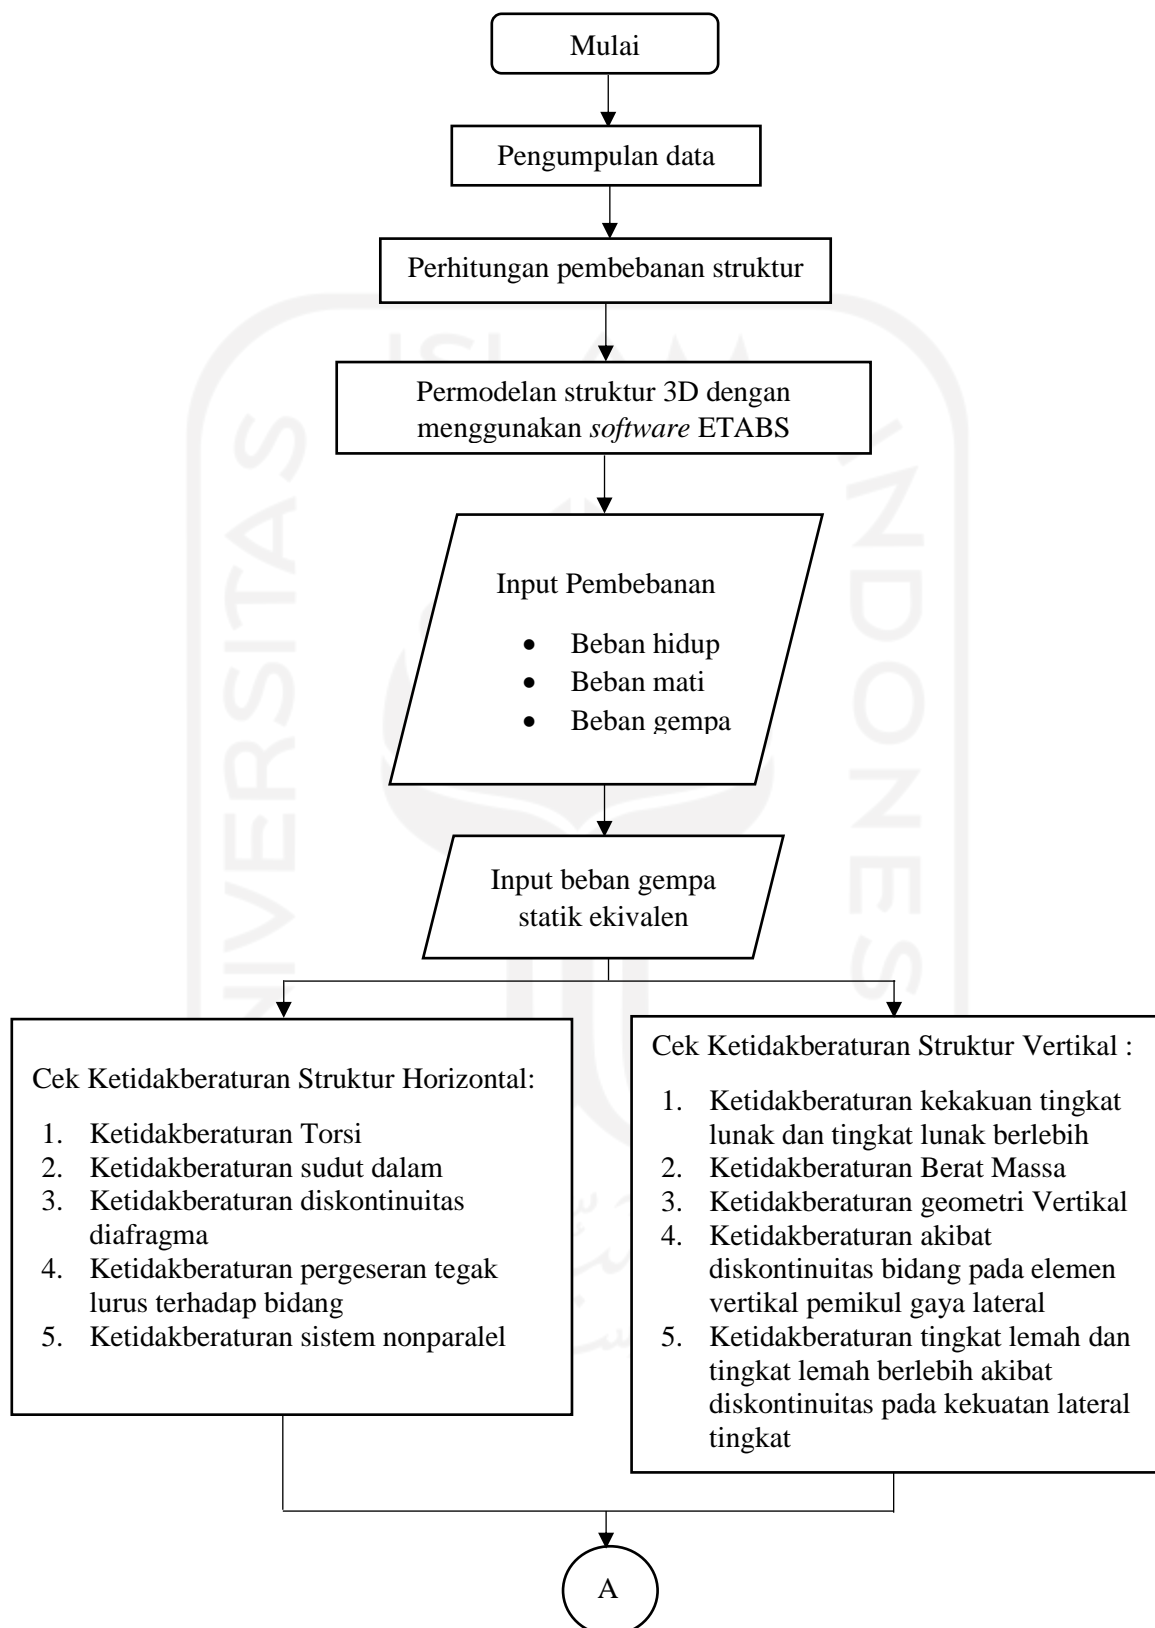 Mulai
Pengumpulan data
Perhitungan pembebanan struktur
Permodelan struktur 3D dengan
menggunakan software ETABS
Input Pembebanan
• Beban hidup
• Beban mati
• Beban gempa
Input beban gempa
statik ekivalen
Cek Ketidakberaturan Struktur Horizontal:
1. Ketidakberaturan Torsi
2. Ketidakberaturan sudut dalam
3. Ketidakberaturan diskontinuitas
diafragma
4. Ketidakberaturan pergeseran tegak
lurus terhadap bidang
5. Ketidakberaturan sistem nonparalel
Cek Ketidakberaturan Struktur Vertikal :
1. Ketidakberaturan kekakuan tingkat
lunak dan tingkat lunak berlebih
2. Ketidakberaturan Berat Massa
3. Ketidakberaturan geometri Vertikal
4. Ketidakberaturan akibat
diskontinuitas bidang pada elemen
vertikal pemikul gaya lateral
5. Ketidakberaturan tingkat lemah dan
tingkat lemah berlebih akibat
diskontinuitas pada kekuatan lateral
tingkat
A